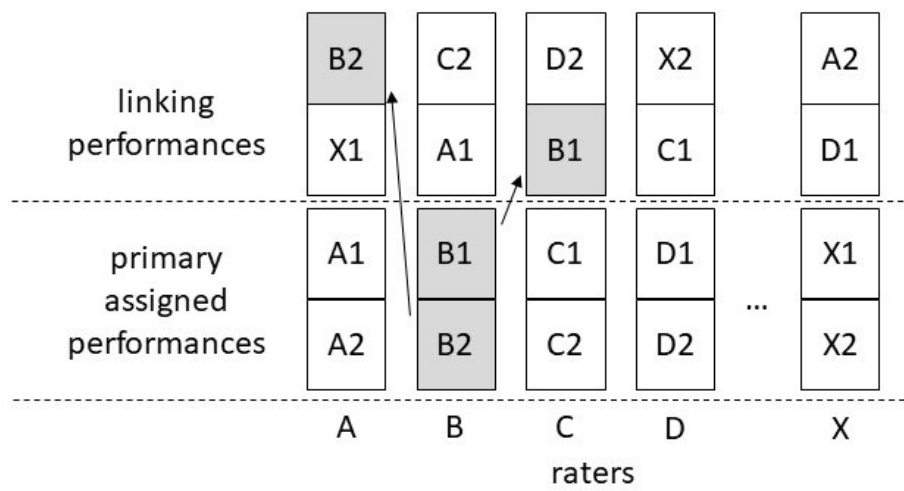 B2 C2 D2 X2 A2
linking
performances
X1 A1 B1 C1 D1
A1 B1 C1 D1 X1
primary
assigned
performances
...
A2 B2 C2 D2 X2
A B C D X
raters